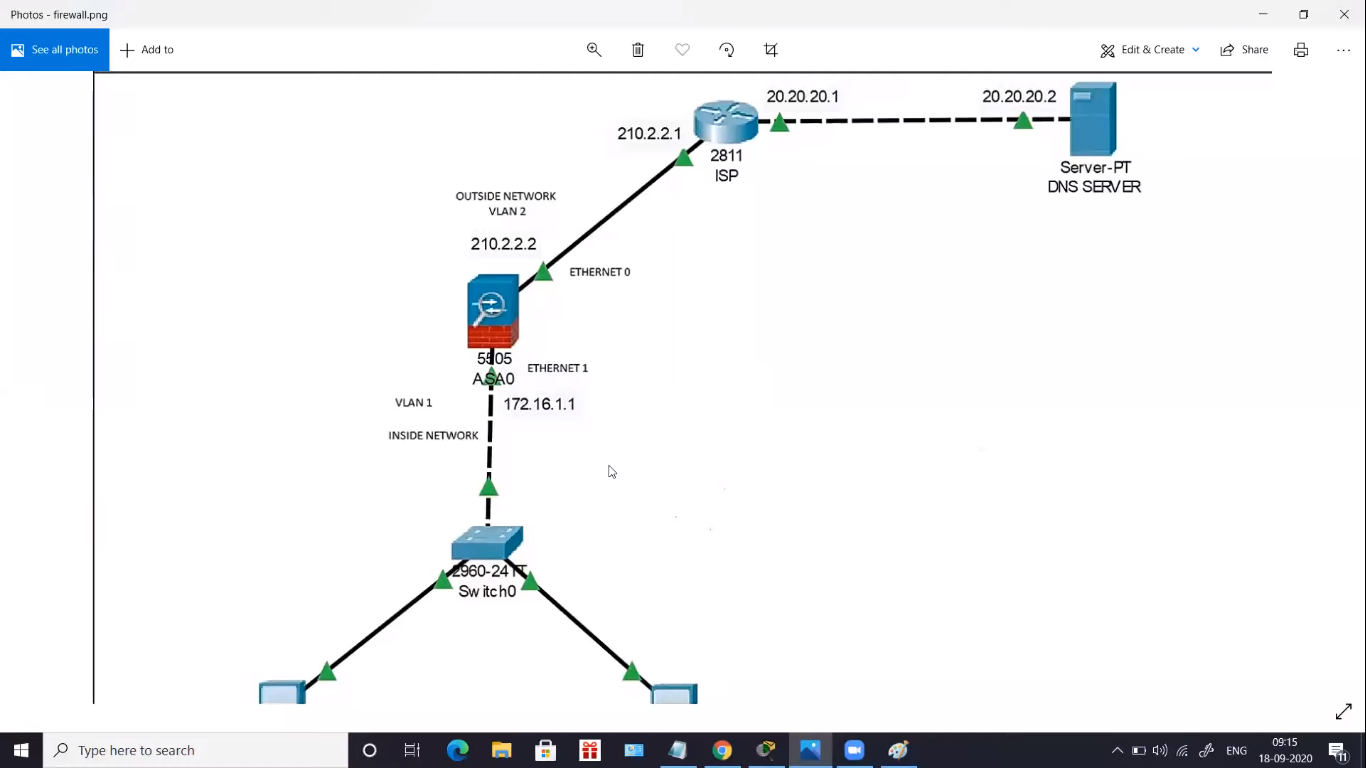 Photos - firewall.png
See all photos
Add to
Edit & Create
Share
20.20.20.1
20.20.20.2
210.2.2.1
2811
ISP
Server-PT
DNS SERVER
OUTSIDE NETWORK
VLAN 2
210.2.2.2
ETHERNET 0
5505
ASA0
ETHERNET 1
VLAN 1
172.16.1.1
INSIDE NETWORK
2960-24TT
Switch0
Type here to search
ENG
09:15
18-09-2020
11